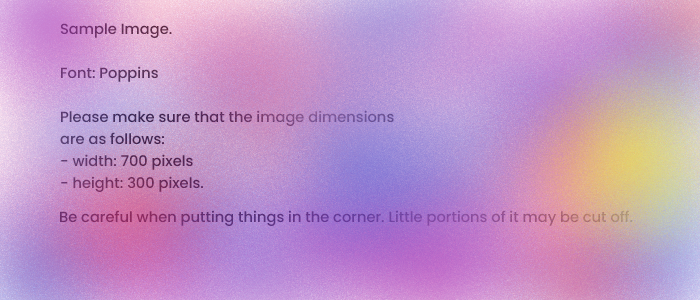 Sample Image.
Font: Poppins
Please make sure that the image dimensions
are as follows:
- width: 700 pixels
- height: 300 pixels.
Be careful when putting things in the corner. Little portions of it may be cut off.